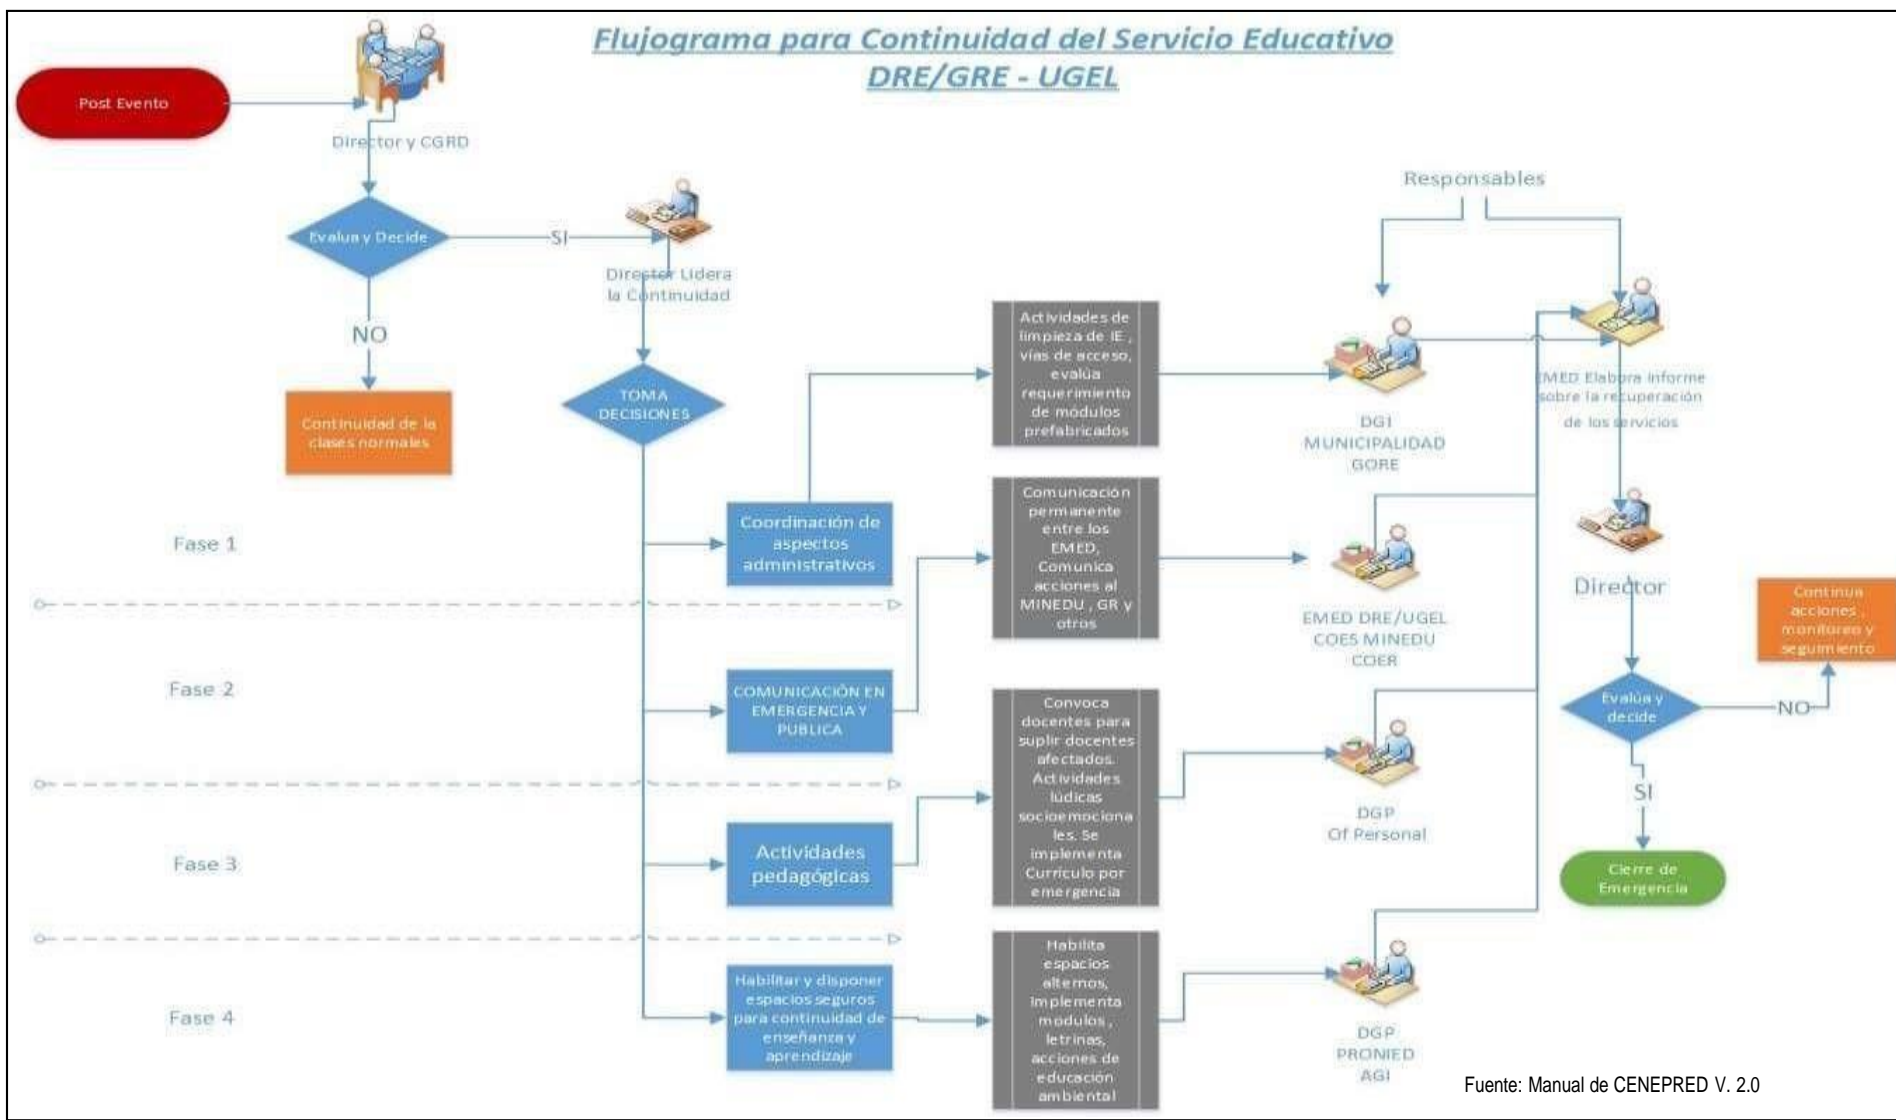 Flujograma para Continuidad del Servicio Educativo
DRE/GRE - UGEL
Post Evento
Director y CGRD
Evalua y Decide
SI
Director Lidera
la Continuidad
NO
Continuidad de la
clases normales
TOMA
DECISIONES
Responsables
Fase 1
Coordinación de
aspectos
administrativos
Actividades de
limpieza de IE ,
vías de acceso,
evalúa
requerimiento
de módulos
prefabricados
DGI
MUNICIPALIDAD
GORE
EMED Elabora informe
sobre la recuperación
de los servicios
Fase 2
COMUNICACIÓN EN
EMERGENCIA Y
PUBLICA
Comunicación
permanente
entre los
EMED,
Comunica
acciones al
MINEDU , GR y
otros
EMED DRE/UGEL
COES MINEDU
COER
Director
Continua
acciones ,
monitoreo y
seguimiento
Fase 3
Actividades
pedagógicas
Convoca
docentes para
suplir docentes
afectados.
Actividades
lúdicas
socioemociona
les. Se
implementa
Currículo por
emergencia
DGP
Of Personal
Evalúa y
decide
NO
SI
Cierre de
Emergencia
Fase 4
Habilitar y disponer
espacios seguros
para continuidad de
enseñanza y
aprendizaje
Habilita
espacios
alternos,
Implementa
modulos ,
letrinas,
acciones de
educación
ambiental
DGP
PRONIED
AGI
Fuente: Manual de CENEPRED V. 2.0